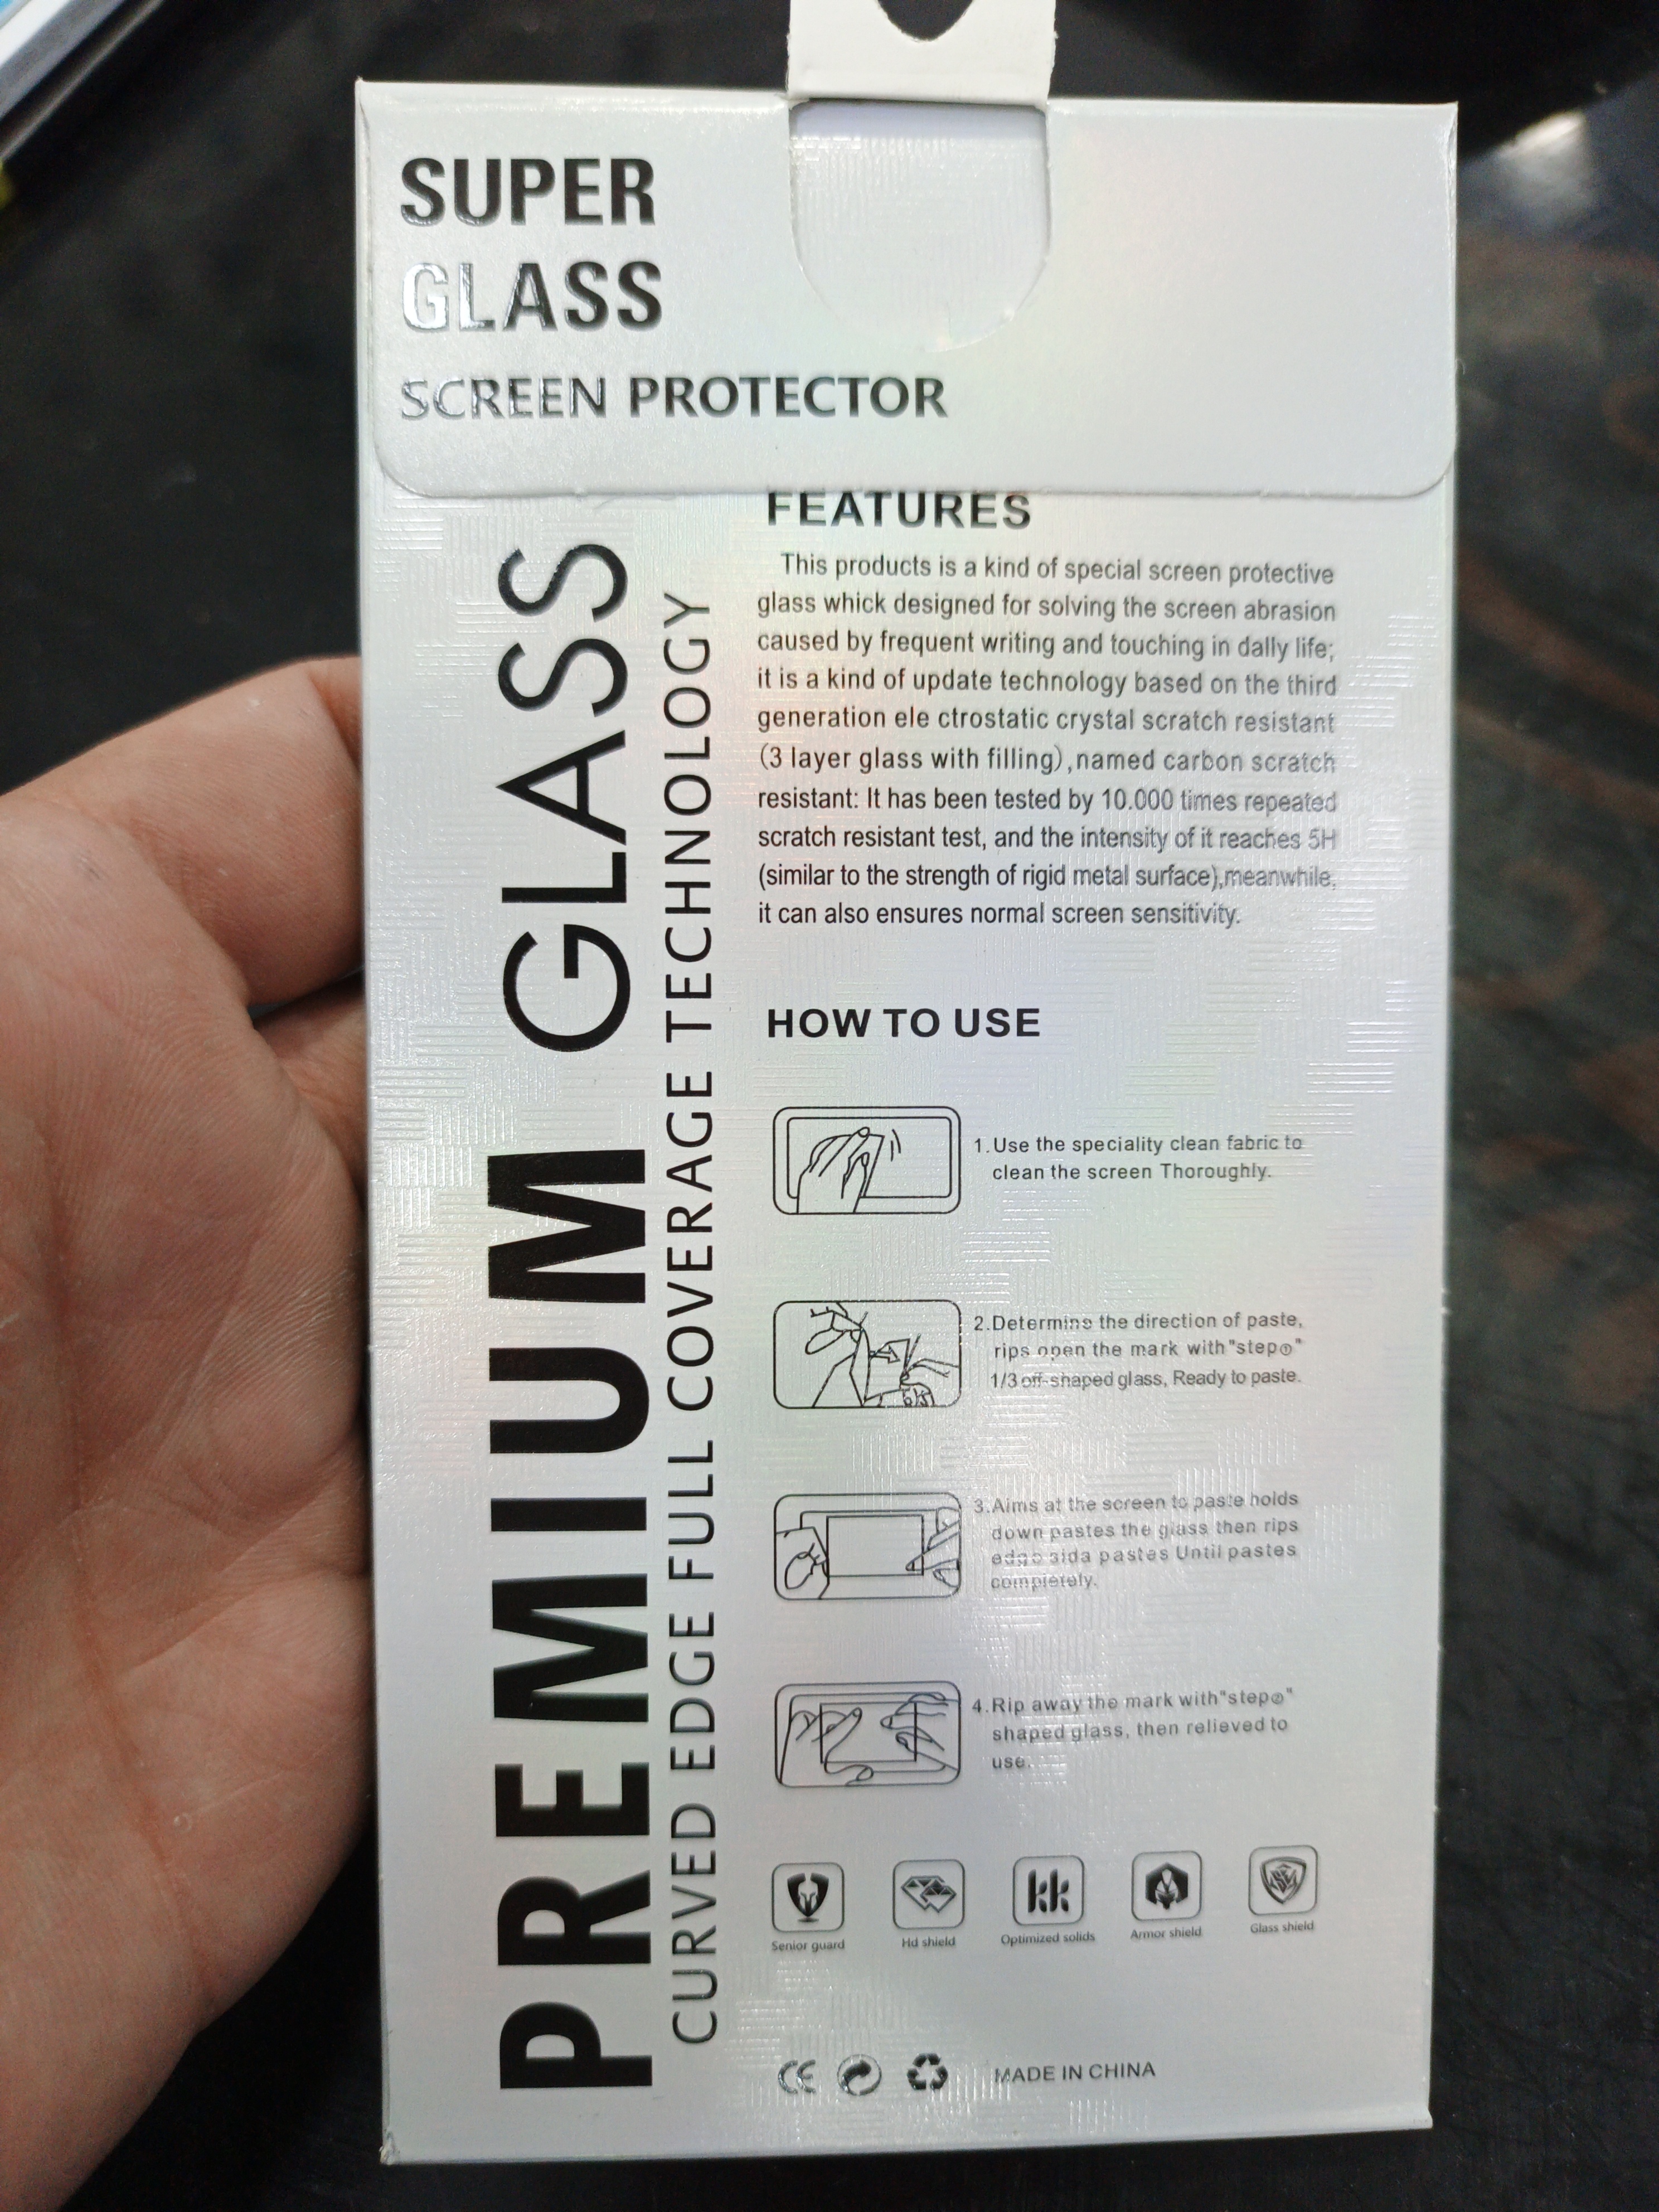 SUPER
GLASS
SCREEN PROTECTOR
PREMIUM GLASS
CURVED EDGE FULL COVERAGE TECHNOLOGY
FEATURES
This products is a kind of special screen protective
glass whick designed for solving the screen abrasion
caused by frequent writing and touching in dally life;
it is a kind of update technology based on the third
generation ele ctrostatic crystal scratch resistant
(3 layer glass with filling),named carbon scratch
resistant: It has been tested by 10.000 times repeated
scratch resistant test, and the intensity of it reaches 5H
(similar to the strength of rigid metal surface),meanwhile,
it can also ensures normal screen sensitivity.
HOW TO USE
1.Use the speciality clean fabric to
clean the screen Thoroughly.
2.Determine the direction of paste,
rips open the mark with"step①"
1/3 off-shaped glass, Ready to paste.
3.Aims at the screen to paste holds
down pastes the glass then rips
edge aida pastes Until pastes
completely.
4.Rip away the mark with"step②"
shaped glass, then relieved to
use.
kk
Senior guard
Hd shield
Optimized solids
Armor shield
Glass shield
CE
MADE IN CHINA